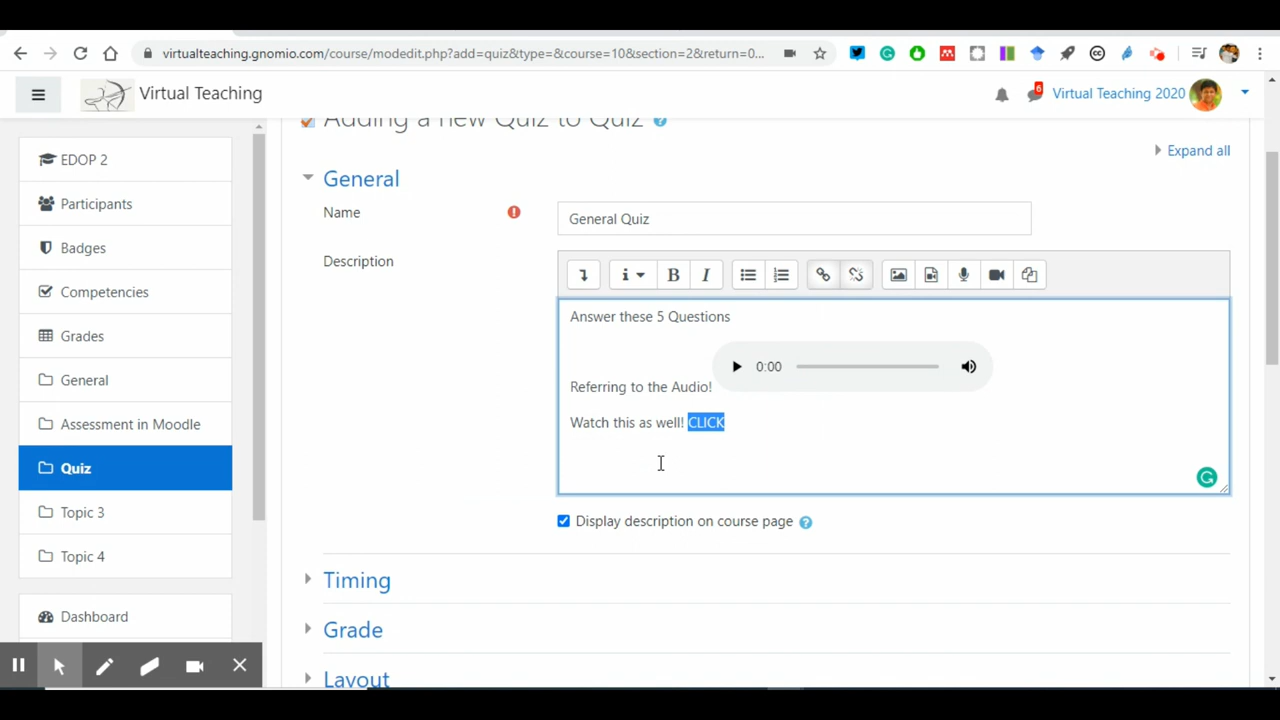 virtualteaching.gnomio.com/course/modedit.php?add=quiz&type=&course=10&section=2&return=0...
Virtual Teaching
6
Virtual Teaching 2020
Adding a new Quiz to Quiz
Expand all
EDOP 2
Participants
Badges
Competencies
Grades
General
Assessment in Moodle
Quiz
Topic 3
Topic 4
Dashboard
General
Name
General Quiz
Description
Answer these 5 Questions
0:00
Referring to the Audio!
Watch this as well! CLICK
Display description on course page
Timing
Grade
Layout